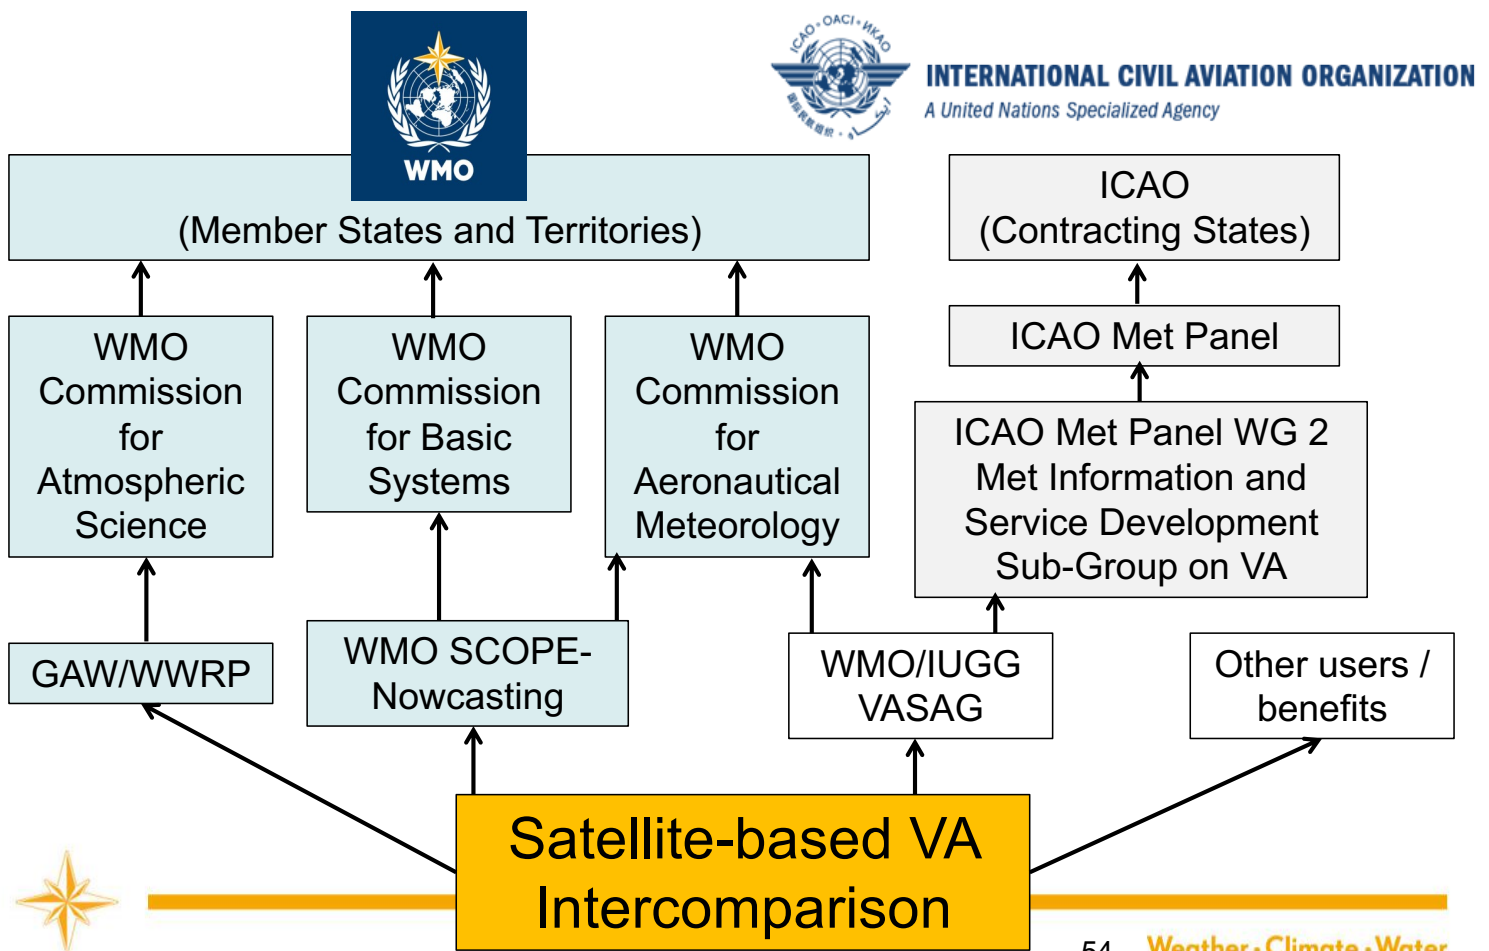 ICAO · OACI · ИКАО
WMO
INTERNATIONAL CIVIL AVIATION ORGANIZATION
A United Nations Specialized Agency
(Member States and Territories)
ICAO
(Contracting States)
WMO
Commission
for
Atmospheric
Science
WMO
Commission
for Basic
Systems
WMO
Commission
for
Aeronautical
Meteorology
ICAO Met Panel
ICAO Met Panel WG 2
Met Information and
Service Development
Sub-Group on VA
GAW/WWRP
WMO SCOPE-
Nowcasting
WMO/IUGG
VASAG
Other users /
benefits
Satellite-based VA
Intercomparison
54
Weather · Climate · Water